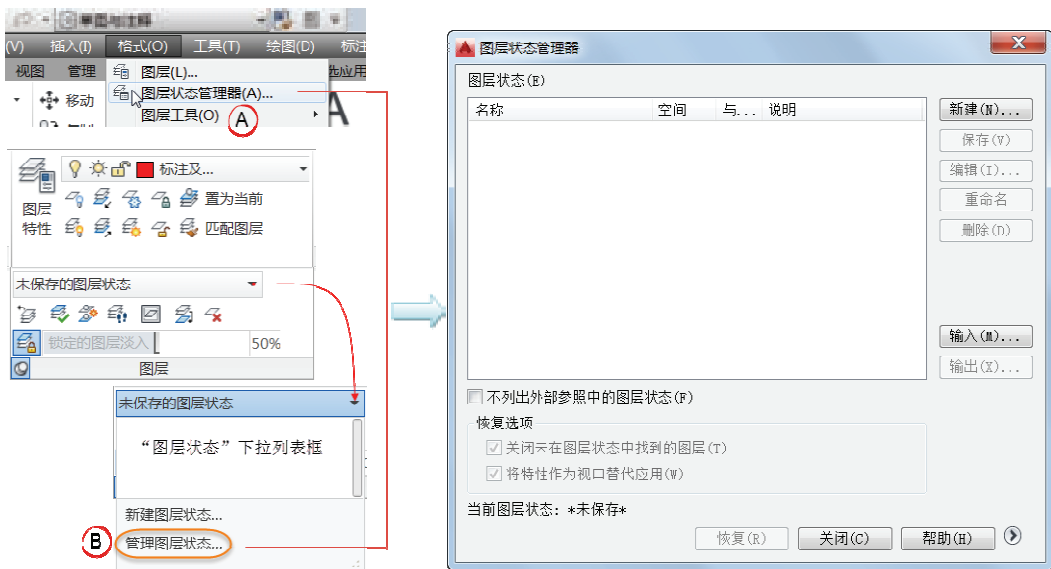 草图与注释
(V) 插入(I) 格式(O) 工具(T) 绘图(D) 标注
视图 管理
图层(L)...
选应用
移动
图层状态管理器(A)...
图层工具(O)
A
A
标注及...
图层
特性
置为当前
匹配图层
未保存的图层状态
锁定的图层淡入
50%
图层
未保存的图层状态
“图层状态”下拉列表框
新建图层状态...
B
管理图层状态...
图层状态管理器
图层状态(E)
名称 空间 与... 说明
新建(N)...
保存(V)
编辑(I)...
重命名
删除(D)
输入(M)...
输出(X)...
不列出外部参照中的图层状态(F)
恢复选项
关闭未在图层状态中找到的图层(T)
将特性作为视口替代应用(W)
当前图层状态: *未保存*
恢复(R) 关闭(C) 帮助(H)